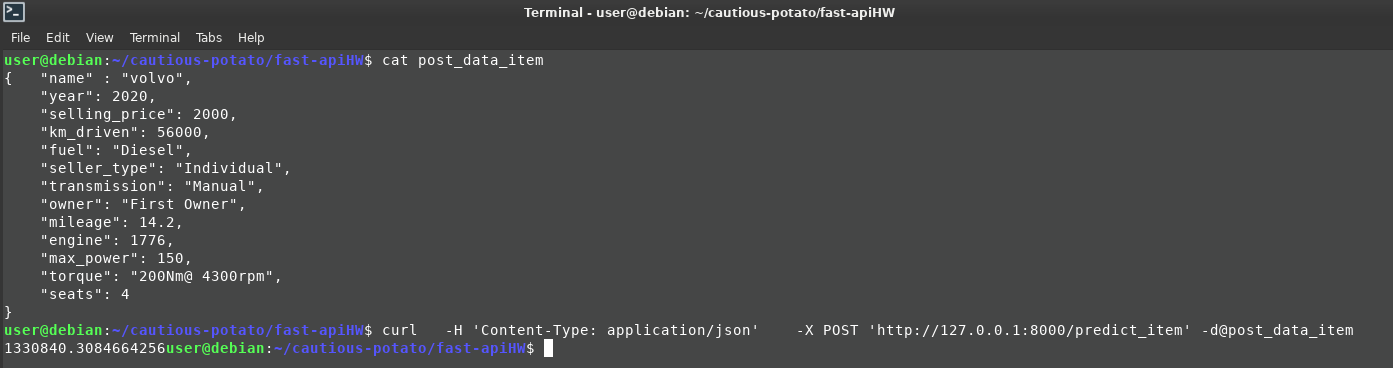 Terminal - user@debian: ~/cautious-potato/fast-apiHW
File Edit View Terminal Tabs Help
user@debian:~/cautious-potato/fast-apiHW$ cat post_data_item
{   "name" : "volvo",
    "year": 2020,
    "selling_price": 2000,
    "km_driven": 56000,
    "fuel": "Diesel",
    "seller_type": "Individual",
    "transmission": "Manual",
    "owner": "First Owner",
    "mileage": 14.2,
    "engine": 1776,
    "max_power": 150,
    "torque": "200Nm@ 4300rpm",
    "seats": 4
}
user@debian:~/cautious-potato/fast-apiHW$ curl   -H 'Content-Type: application/json'    -X POST 'http://127.0.0.1:8000/predict_item' -d@post_data_item
1330840.3084664256user@debian:~/cautious-potato/fast-apiHW$